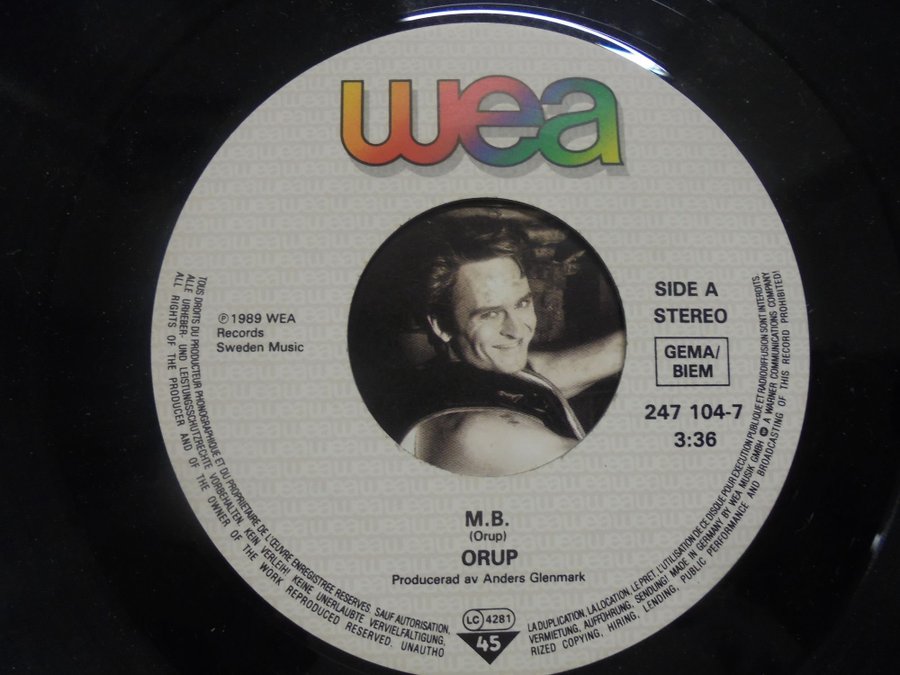 wea
℗ 1989 WEA
Records
Sweden Music
SIDE A
STEREO
GEMA/
BIEM
247 104-7
3:36
M.B.
(Orup)
ORUP
Producerad av Anders Glenmark
LC 4281
45
TOUS DROITS DU PRODUCTEUR PHONOGRAPHIQUE ET DU PROPRIETAIRE DE L'ŒUVRE ENREGISTREE RESERVES. SAUF AUTORISATION,
LA DUPLICATION, LA LOCATION, LE PRET, L'UTILISATION DE CE DISQUE POUR EXECUTION PUBLIQUE ET RADIODIFFUSION SONT INTERDITS.
ALLE URHEBER- UND LEISTUNGSSCHUTZRECHTE VORBEHALTEN. KEIN VERLEIH! KEINE UNERLAUBTE VERVIELFÄLTIGUNG,
VERMIETUNG, AUFFÜHRUNG, SENDUNG! MADE IN GERMANY BY WEA MUSIK GMBH A WARNER COMMUNICATIONS COMPANY
ALL RIGHTS OF THE PRODUCER AND OF THE OWNER OF THE WORK REPRODUCED RESERVED. UNAUTHO
RIZED COPYING, HIRING, LENDING, PUBLIC PERFORMANCE AND BROADCASTING OF THIS RECORD PROHIBITED!